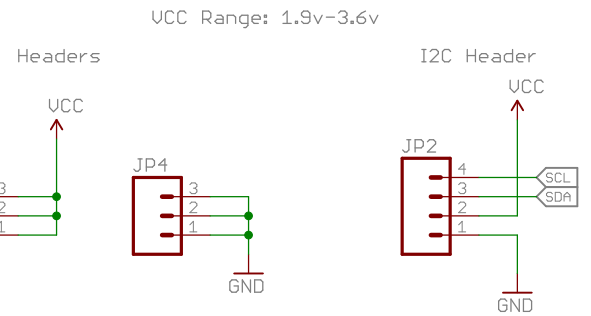 VCC Range: 1.9v-3.6v
Headers
I2C Header
VCC
VCC
JP4
JP2
3
2
1
3
2
1
4
3
2
1
SCL
SDA
GND
GND